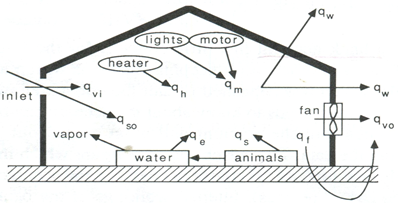 q_w
lights motor
heater
q_vi
inlet
q_h
q_m
q_w
fan
q_so
q_vo
vapor
q_e
q_s
q_f
water
animals